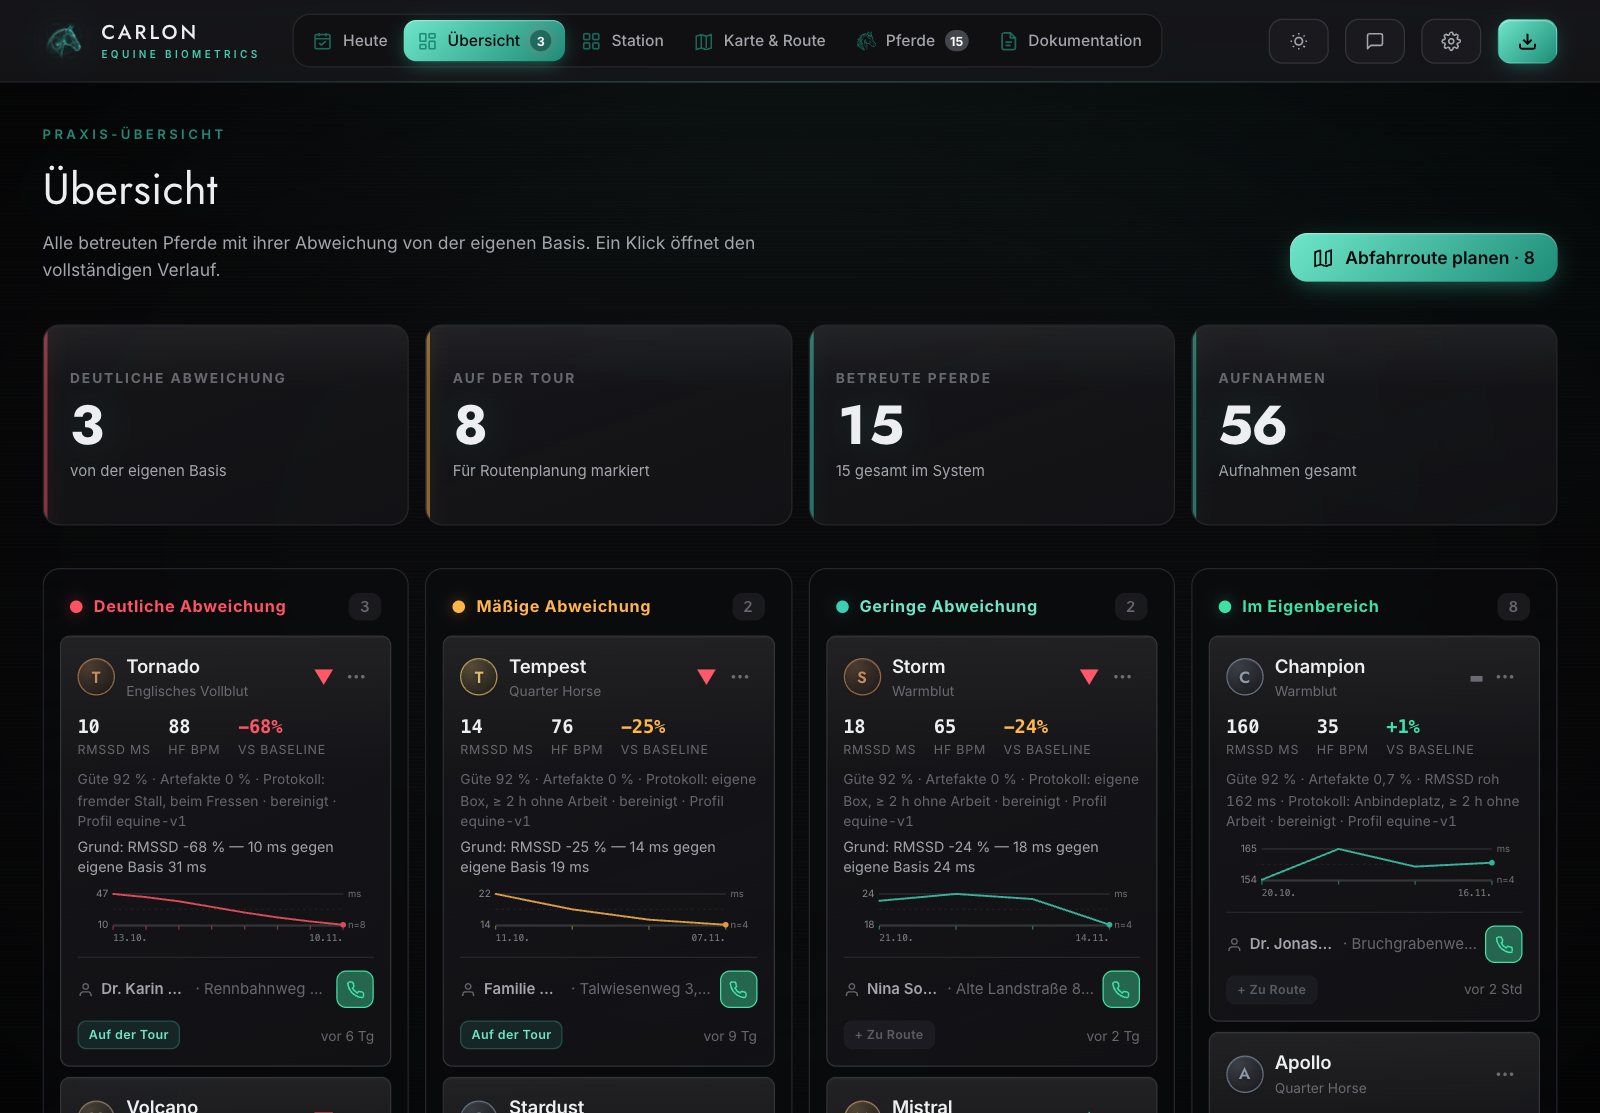 CARLON
EQUINE BIOMETRICS
Heute
Übersicht 3
Station
Karte & Route
Pferde 15
Dokumentation
PRAXIS-ÜBERSICHT
Übersicht
Alle betreuten Pferde mit ihrer Abweichung von der eigenen Basis. Ein Klick öffnet den
vollständigen Verlauf.
Abfahrroute planen · 8
DEUTLICHE ABWEICHUNG
3
von der eigenen Basis
AUF DER TOUR
8
Für Routenplanung markiert
BETREUTE PFERDE
15
15 gesamt im System
AUFNAHMEN
56
Aufnahmen gesamt
Deutliche Abweichung 3
T
Tornado
Englisches Vollblut
10 88 −68%
RMSSD MS HF BPM VS BASELINE
Güte 92 % · Artefakte 0 % · Protokoll:
fremder Stall, beim Fressen · bereinigt ·
Profil equine-v1
Grund: RMSSD -68 % — 10 ms gegen
eigene Basis 31 ms
47 ms
10 n=8
13.10. 10.11.
Dr. Karin ... · Rennbahnweg ...
Auf der Tour vor 6 Tg
Volcano
Mäßige Abweichung 2
T
Tempest
Quarter Horse
14 76 −25%
RMSSD MS HF BPM VS BASELINE
Güte 92 % · Artefakte 0 % · Protokoll: eigene
Box, ≥ 2 h ohne Arbeit · bereinigt · Profil
equine-v1
Grund: RMSSD -25 % — 14 ms gegen
eigene Basis 19 ms
22 ms
14 n=4
11.10. 07.11.
Familie ... · Talwiesenweg 3,...
Auf der Tour vor 9 Tg
Stardust
Geringe Abweichung 2
S
Storm
Warmblut
18 65 −24%
RMSSD MS HF BPM VS BASELINE
Güte 92 % · Artefakte 0 % · Protokoll: eigene
Box, ≥ 2 h ohne Arbeit · bereinigt · Profil
equine-v1
Grund: RMSSD -24 % — 18 ms gegen
eigene Basis 24 ms
24 ms
18 n=4
21.10. 14.11.
Nina So... · Alte Landstraße 8...
+ Zu Route vor 2 Tg
Mistral
Im Eigenbereich 8
C
Champion
Warmblut
160 35 +1%
RMSSD MS HF BPM VS BASELINE
Güte 92 % · Artefakte 0,7 % · RMSSD roh
162 ms · Protokoll: Anbindeplatz, ≥ 2 h ohne
Arbeit · bereinigt · Profil equine-v1
165 ms
154 n=4
20.10. 16.11.
Dr. Jonas... · Bruchgrabenwe...
+ Zu Route vor 2 Std
A
Apollo
Quarter Horse